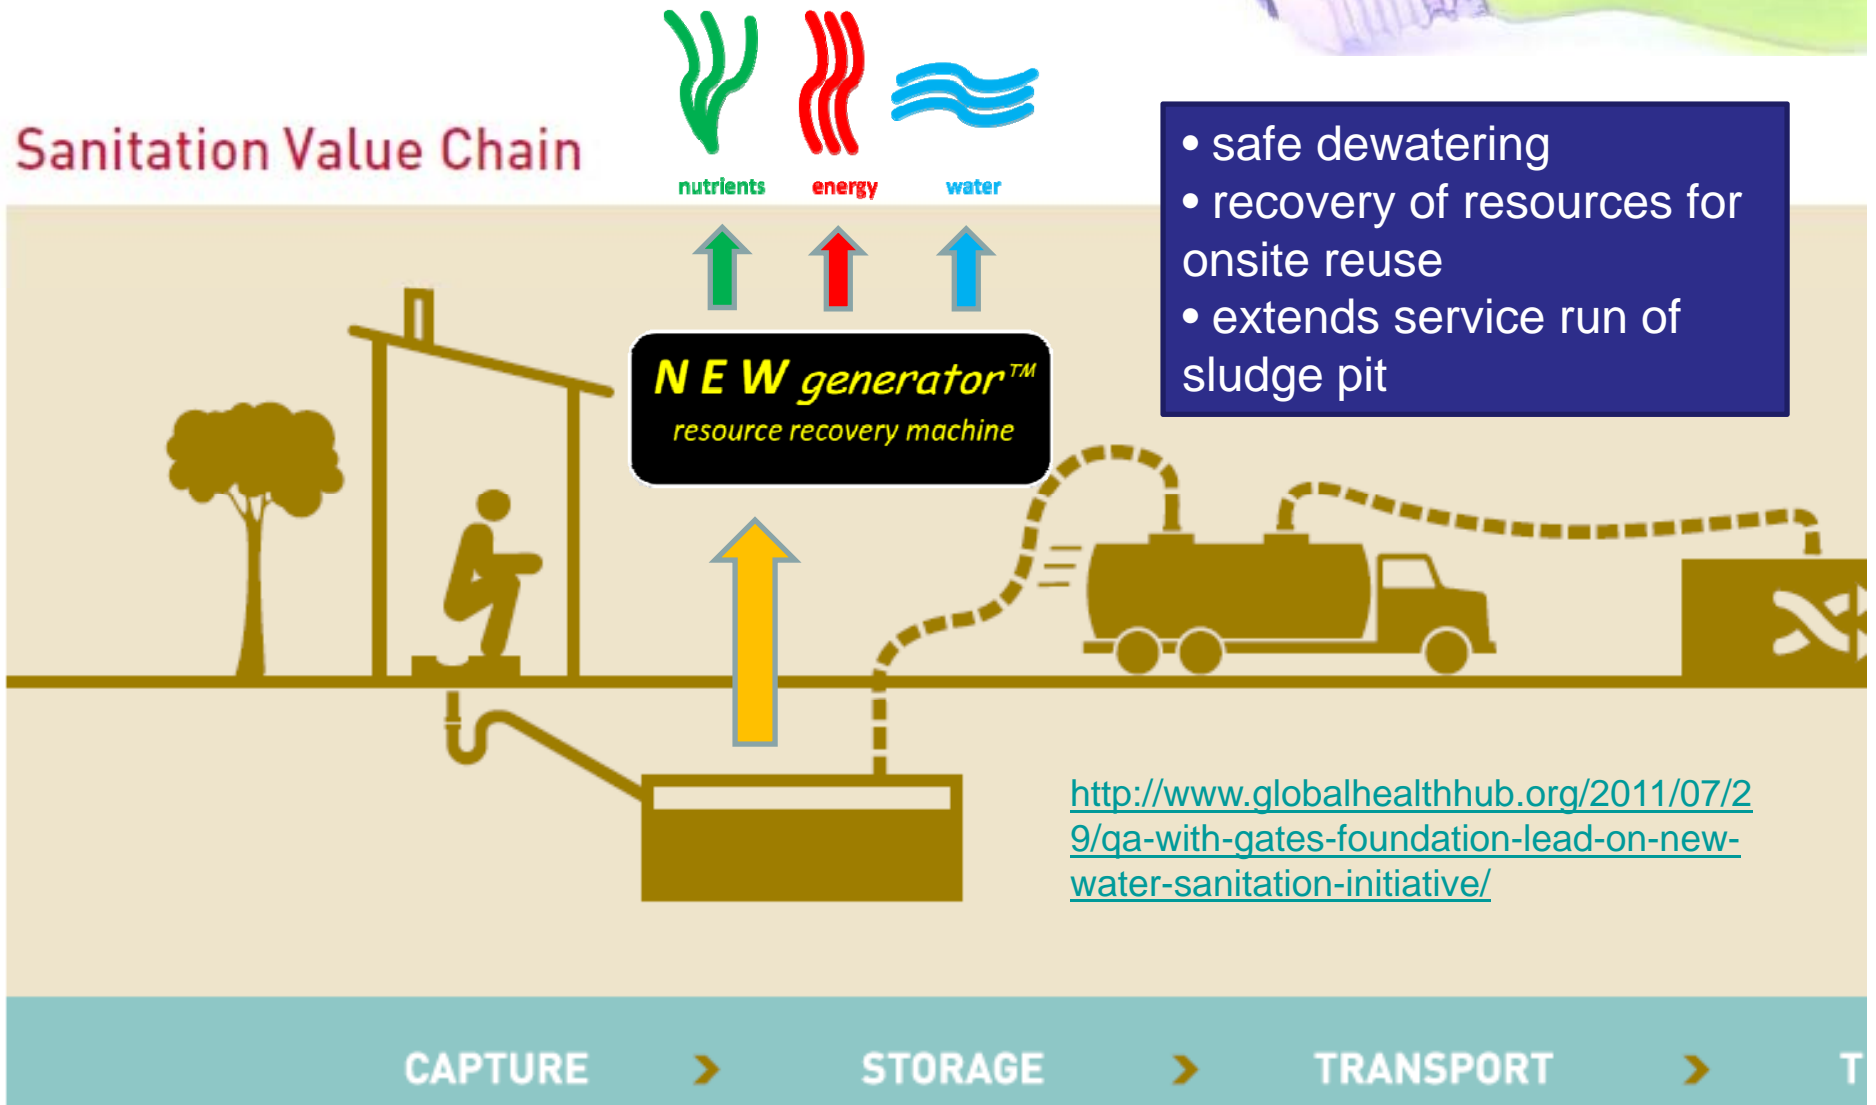 Sanitation Value Chain
nutrients energy water
• safe dewatering
• recovery of resources for
onsite reuse
• extends service run of
sludge pit
N E W generator™
resource recovery machine
http://www.globalhealthhub.org/2011/07/2
9/qa-with-gates-foundation-lead-on-new-
water-sanitation-initiative/
CAPTURE > STORAGE > TRANSPORT > T